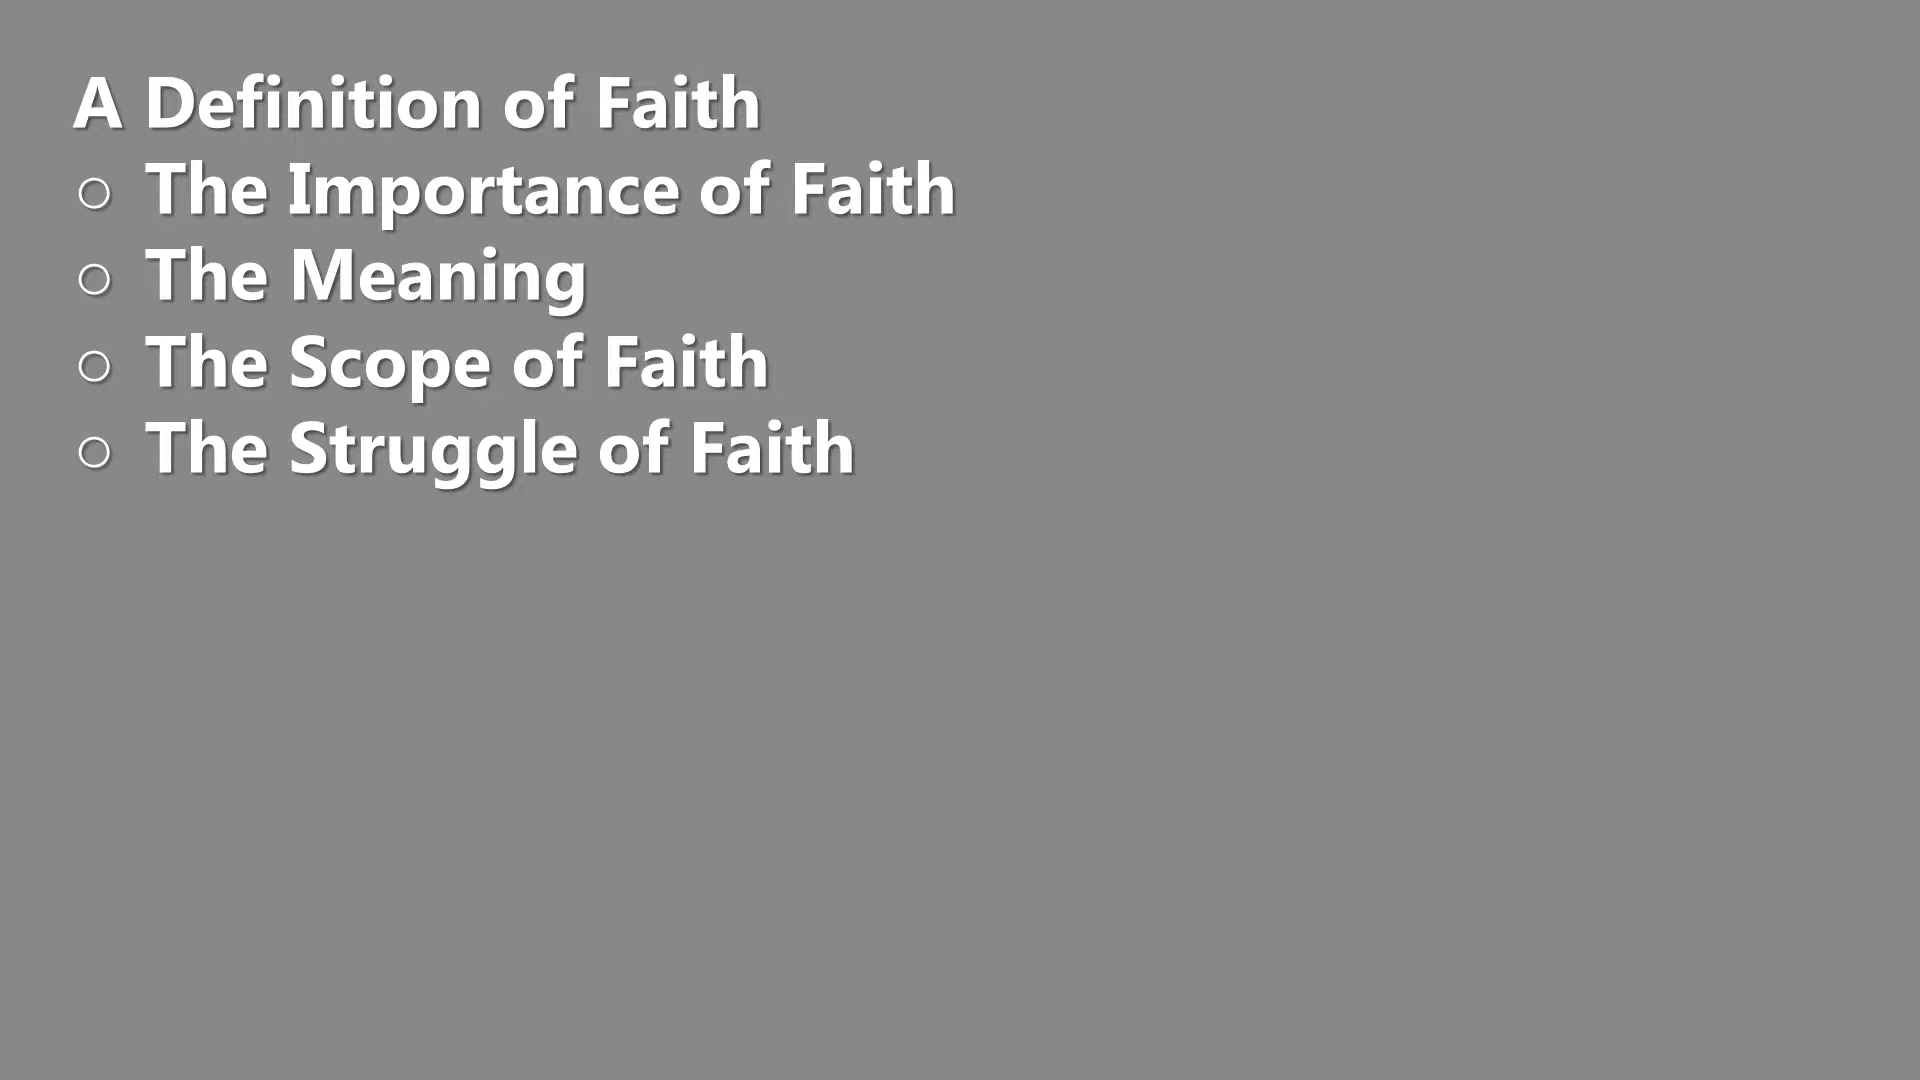 A Definition of Faith
○ The Importance of Faith
○ The Meaning
○ The Scope of Faith
○ The Struggle of Faith